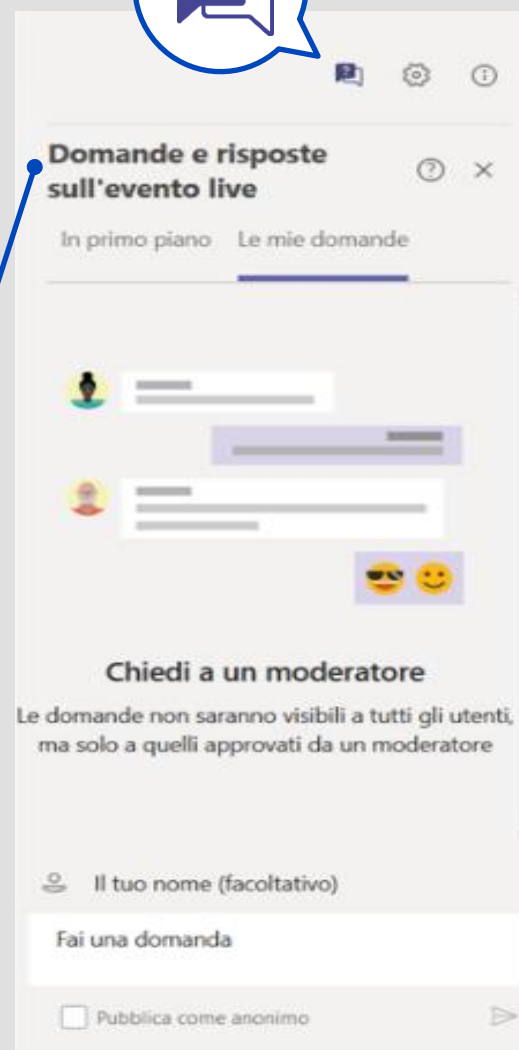 Domande e risposte
sull'evento live
In primo piano Le mie domande
Chiedi a un moderatore
Le domande non saranno visibili a tutti gli utenti,
ma solo a quelli approvati da un moderatore
Il tuo nome (facoltativo)
Fai una domanda
Pubblica come anonimo